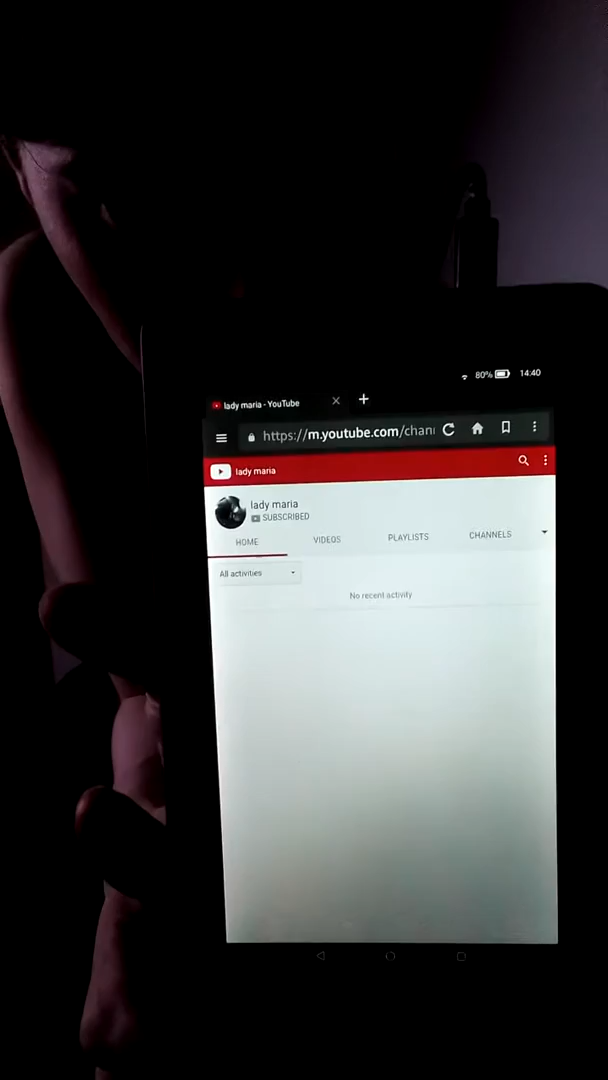 80% 14:40
lady maria - YouTube
https://m.youtube.com/chan
lady maria
lady maria
SUBSCRIBED
HOME VIDEOS PLAYLISTS CHANNELS
All activities
No recent activity